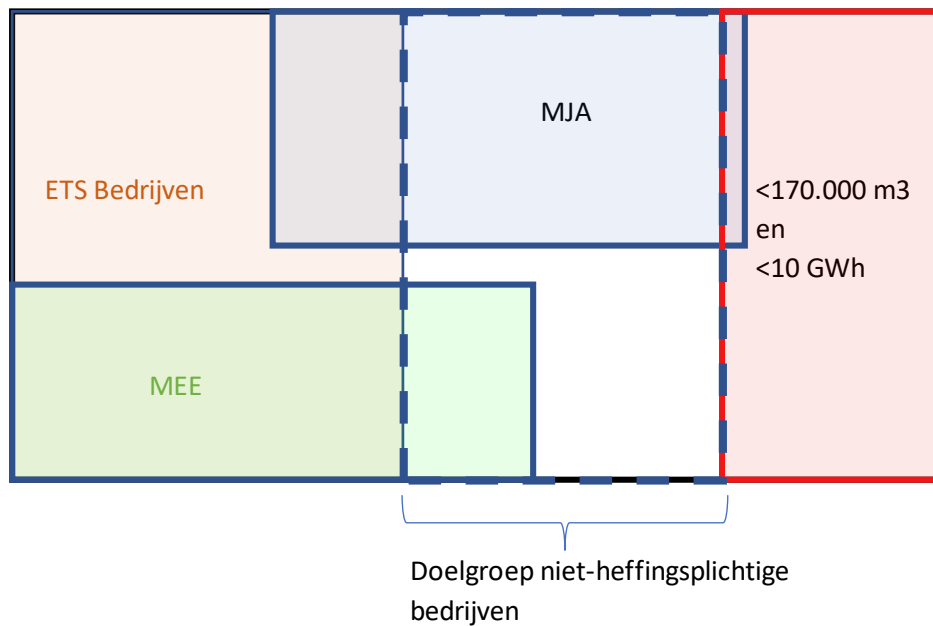 MJA
ETS Bedrijven
<170.000 m3
en
<10 GWh
MEE
Doelgroep niet-heffingsplichtige
bedrijven